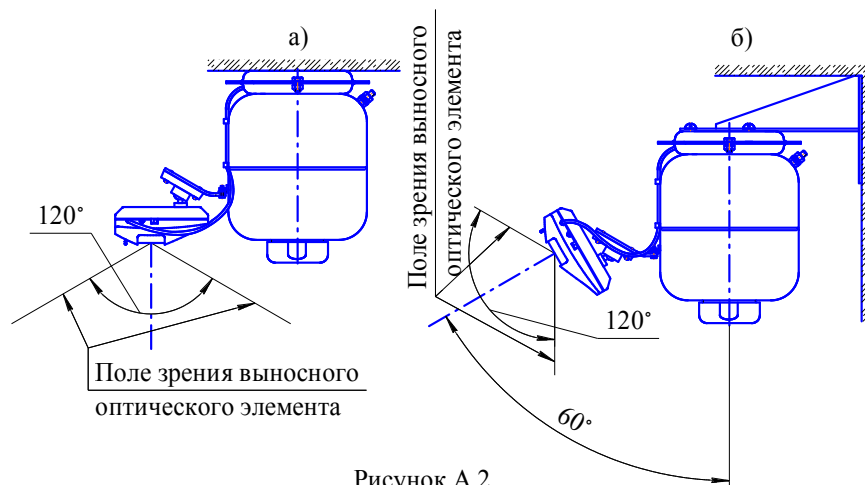 а)
120°
Поле зрения выносного
оптического элемента
Поле зрения выносного
оптического элемента
б)
120°
60°
Рисунок А.2